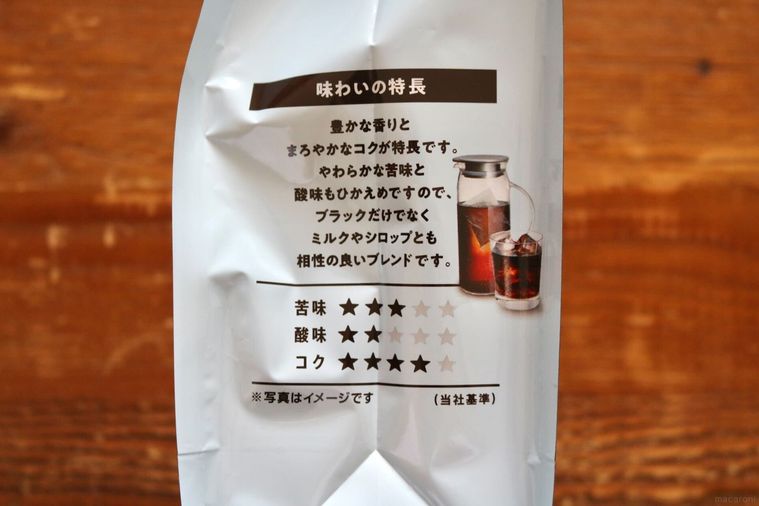 味わいの特長
豊かな香りと
まろやかなコクが特長です。
やわらかな苦味と
酸味もひかえめですので、
ブラックだけでなく
ミルクやシロップとも
相性の良いブレンドです。
苦味 ★★★★★
酸味 ★★★★★
コク ★★★★★
※写真はイメージです (当社基準)
macaroni